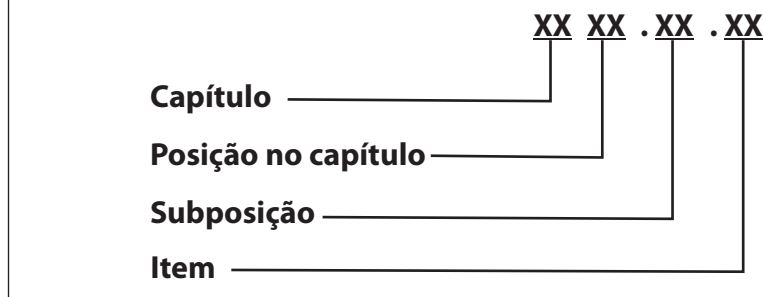 XX XX . XX . XX
Capítulo
Posição no capítulo
Subposição
Item